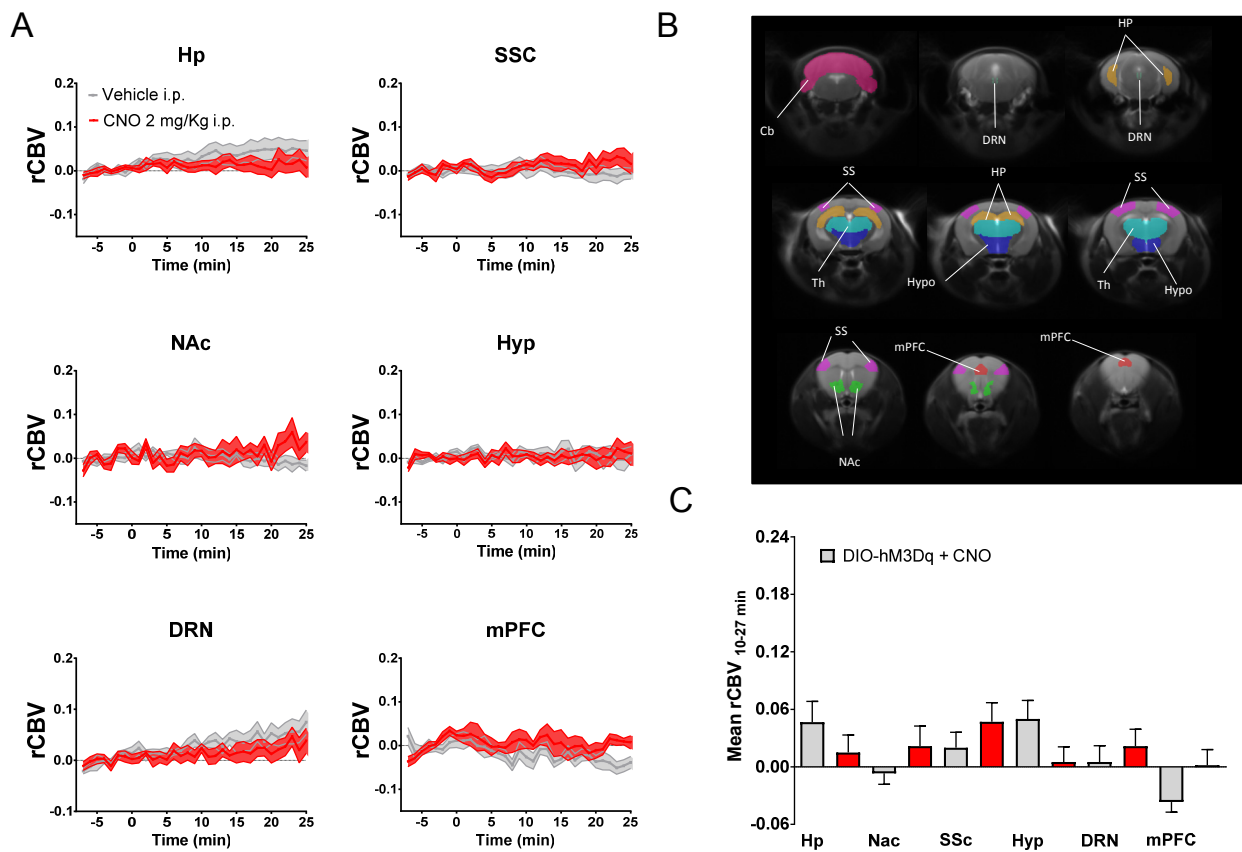 A
Hp
0.2
0.1
0.0
-0.1
rCBV
Vehicle i.p.
CNO 2 mg/Kg i.p.
-5 0 5 10 15 20 25
Time (min)
SSC
0.2
0.1
0.0
-0.1
rCBV
-5 0 5 10 15 20 25
Time (min)
NAc
0.2
0.1
0.0
-0.1
rCBV
-5 0 5 10 15 20 25
Time (min)
Hyp
0.2
0.1
0.0
-0.1
rCBV
-5 0 5 10 15 20 25
Time (min)
DRN
0.2
0.1
0.0
-0.1
rCBV
-5 0 5 10 15 20 25
Time (min)
mPFC
0.2
0.1
0.0
-0.1
rCBV
-5 0 5 10 15 20 25
Time (min)
B
HP
Cb
DRN
DRN
SS
HP
SS
Th
Hypo
Th
Hypo
SS
mPFC
mPFC
NAc
C
0.24
0.18
0.12
0.06
0.00
-0.06
Mean rCBV 10-27 min
DIO-hM3Dq + CNO
Hp Nac SSc Hyp DRN mPFC